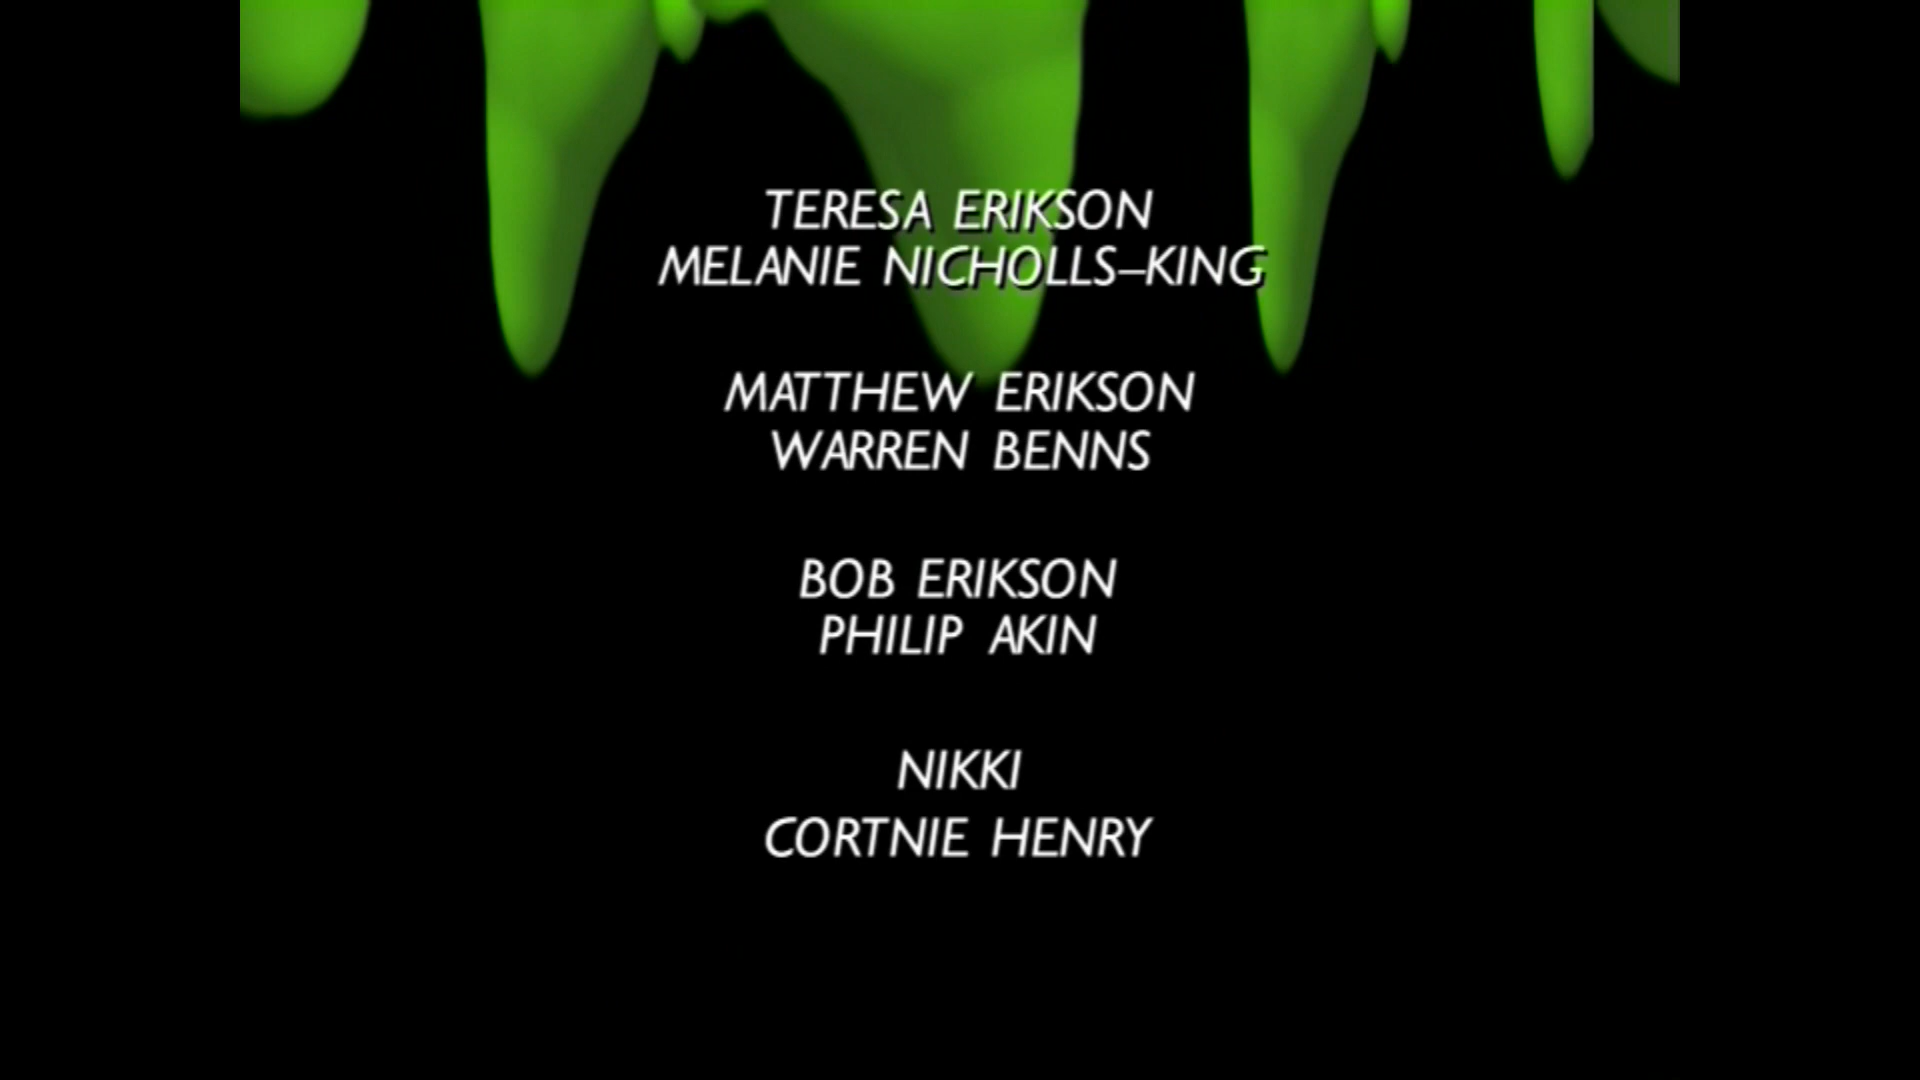 TERESA ERIKSON
MELANIE NICHOLLS–KING
MATTHEW ERIKSON
WARREN BENNS
BOB ERIKSON
PHILIP AKIN
NIKKI
CORTNIE HENRY